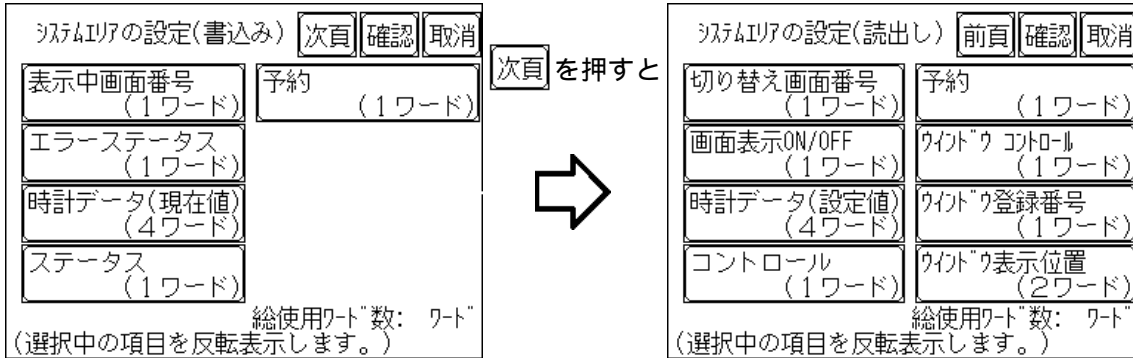 システムエリアの設定(書込み) 次頁 確認 取消
表示中画面番号
(1ワード)
予約
(1ワード)
エラーステータス
(1ワード)
時計データ(現在値)
(4ワード)
ステータス
(1ワード)
総使用ワード数: ワード
(選択中の項目を反転表示します。)
次頁 を押すと
システムエリアの設定(読出し) 前頁 確認 取消
切り替え画面番号
(1ワード)
予約
(1ワード)
画面表示ON/OFF
(1ワード)
ウインドウ コントロール
(1ワード)
時計データ(設定値)
(4ワード)
ウインドウ登録番号
(1ワード)
コントロール
(1ワード)
ウインドウ表示位置
(2ワード)
総使用ワード数: ワード
(選択中の項目を反転表示します。)